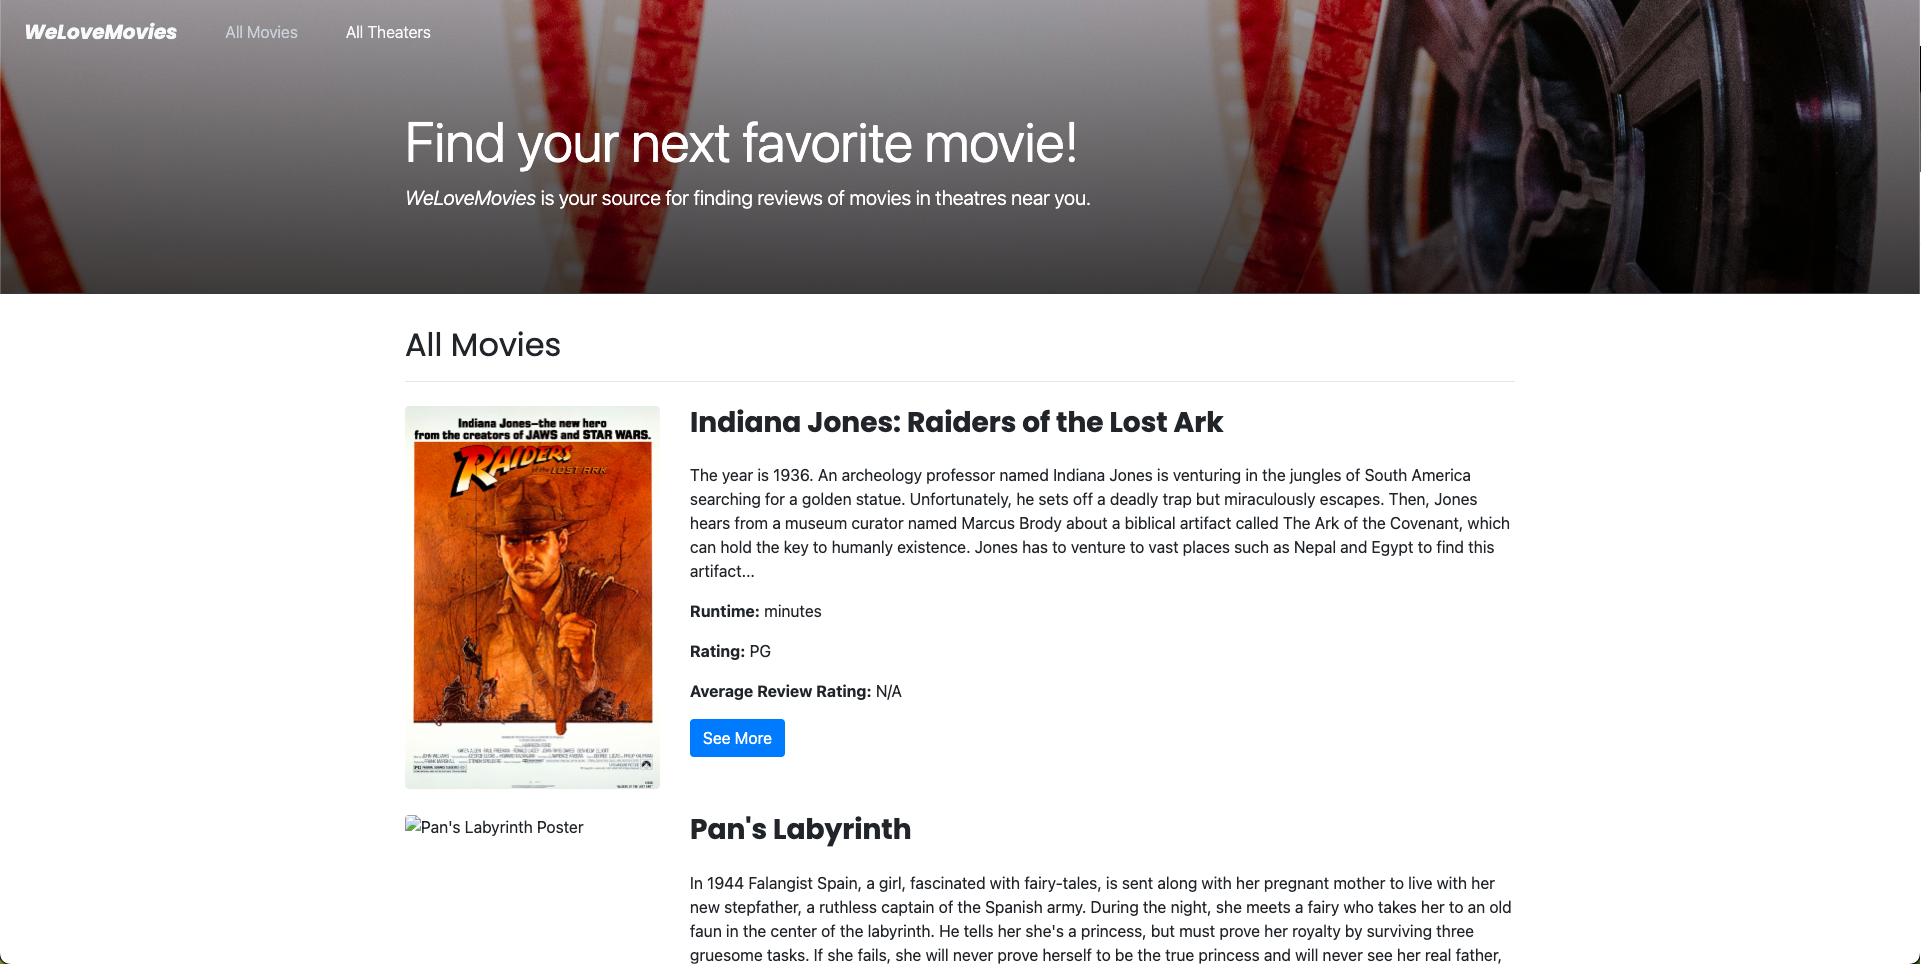 WeLoveMovies All Movies All Theaters
Find your next favorite movie!
WeLoveMovies is your source for finding reviews of movies in theatres near you.
All Movies
Indiana Jones—the new hero
from the creators of JAWS and STAR WARS.
RAIDERS
of the LOST ARK
Indiana Jones: Raiders of the Lost Ark
The year is 1936. An archeology professor named Indiana Jones is venturing in the jungles of South America
searching for a golden statue. Unfortunately, he sets off a deadly trap but miraculously escapes. Then, Jones
hears from a museum curator named Marcus Brody about a biblical artifact called The Ark of the Covenant, which
can hold the key to humanly existence. Jones has to venture to vast places such as Nepal and Egypt to find this
artifact...
Runtime: minutes
Rating: PG
Average Review Rating: N/A
See More
Pan's Labyrinth Poster
Pan's Labyrinth
In 1944 Falangist Spain, a girl, fascinated with fairy-tales, is sent along with her pregnant mother to live with her
new stepfather, a ruthless captain of the Spanish army. During the night, she meets a fairy who takes her to an old
faun in the center of the labyrinth. He tells her she's a princess, but must prove her royalty by surviving three
gruesome tasks. If she fails, she will never prove herself to be the true princess and will never see her real father,